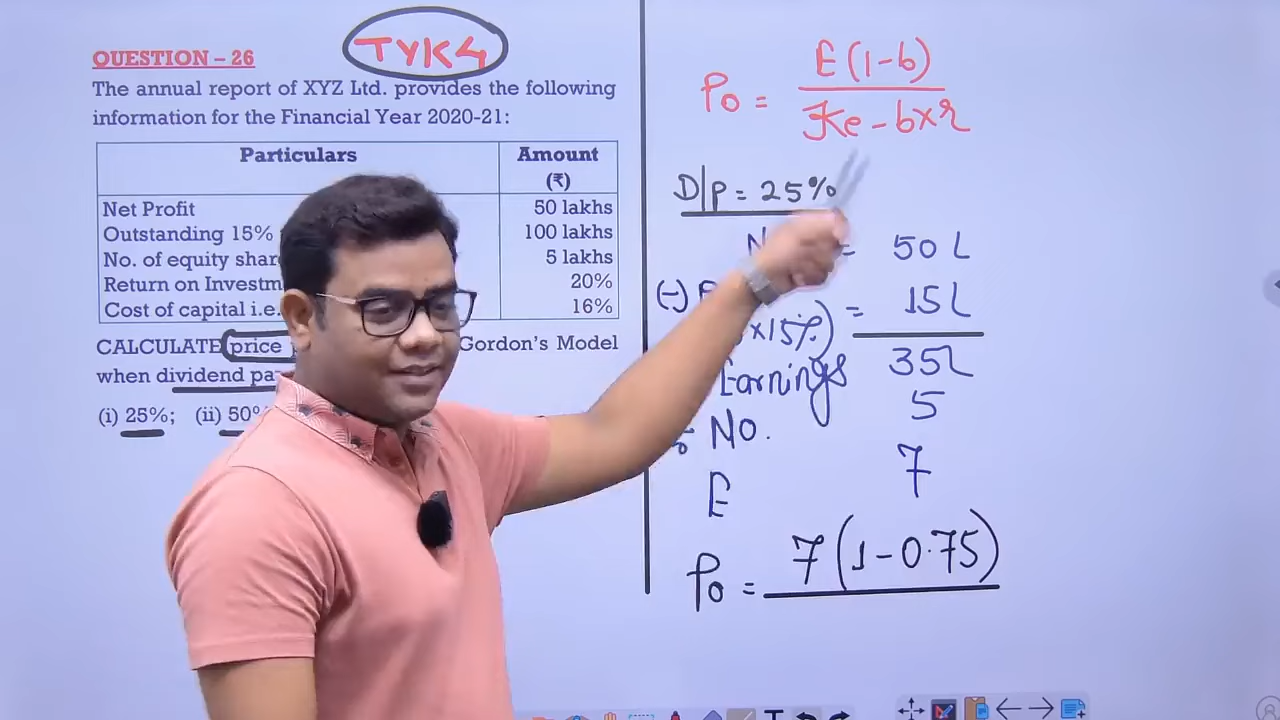 QUESTION – 26
TYK4
The annual report of XYZ Ltd. provides the following
information for the Financial Year 2020-21:
Particulars Amount (₹)
Net Profit 50 lakhs
Outstanding 15% 100 lakhs
No. of equity shar 5 lakhs
Return on Investm 20%
Cost of capital i.e. 16%
CALCULATE price Gordon's Model
when dividend pa
(i) 25%; (ii) 50%
P0 = E(1-b)
Ke - b×r
D/P = 25%
N = 50 L
(-) ×15%) = 15L
Earnings 35L
÷ No. 5
E 7
P0 = 7(1-0.75)